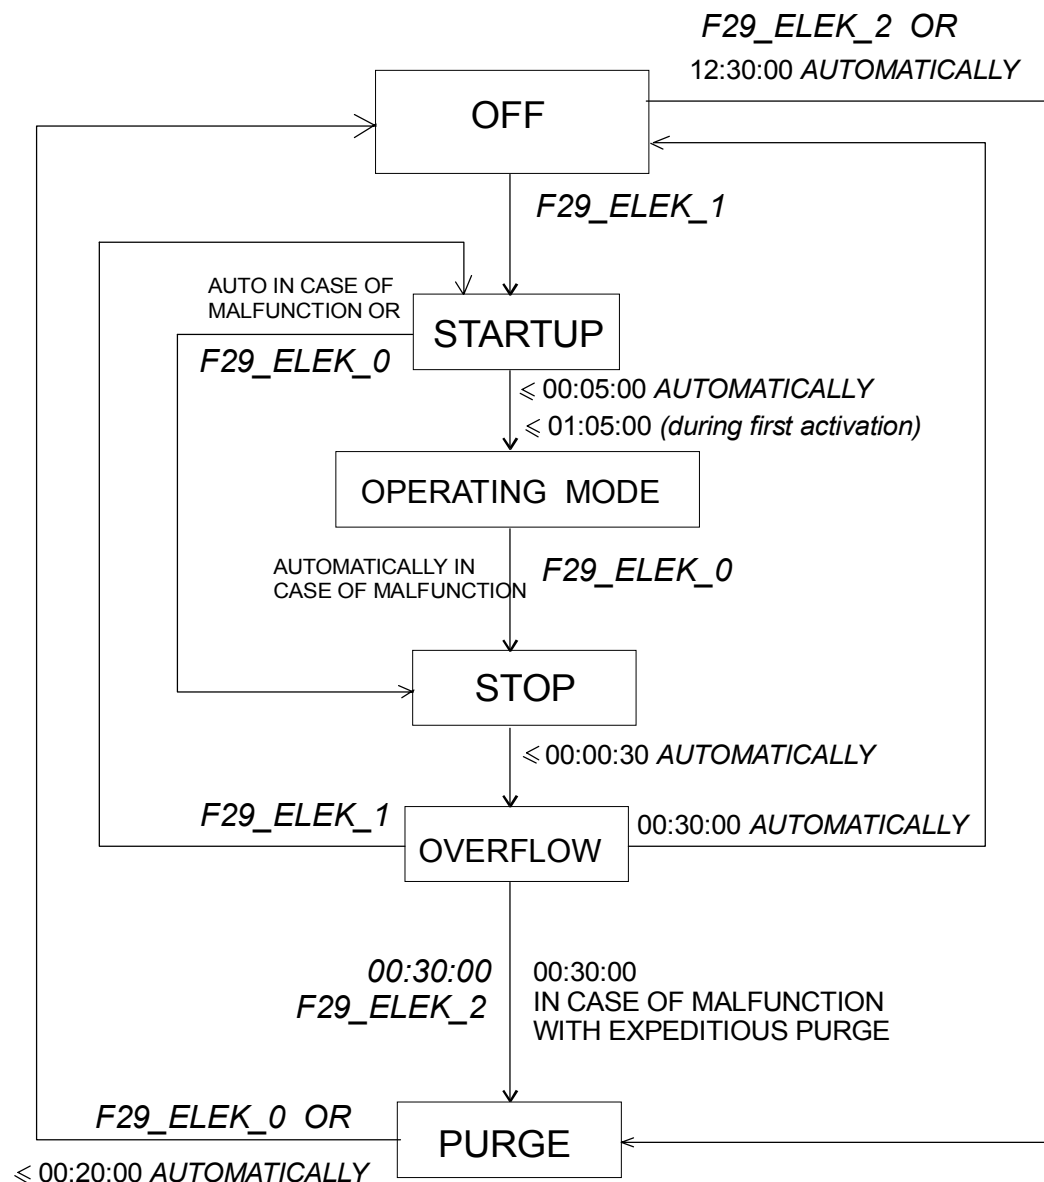 F29_ELEK_2 OR
12:30:00 AUTOMATICALLY
OFF
F29_ELEK_1
AUTO IN CASE OF
MALFUNCTION OR
F29_ELEK_0
STARTUP
⩽ 00:05:00 AUTOMATICALLY
⩽ 01:05:00 (during first activation)
OPERATING MODE
AUTOMATICALLY IN
CASE OF MALFUNCTION
F29_ELEK_0
STOP
⩽ 00:00:30 AUTOMATICALLY
F29_ELEK_1
OVERFLOW
00:30:00 AUTOMATICALLY
00:30:00
F29_ELEK_2
00:30:00
IN CASE OF MALFUNCTION
WITH EXPEDITIOUS PURGE
F29_ELEK_0 OR
⩽ 00:20:00 AUTOMATICALLY
PURGE